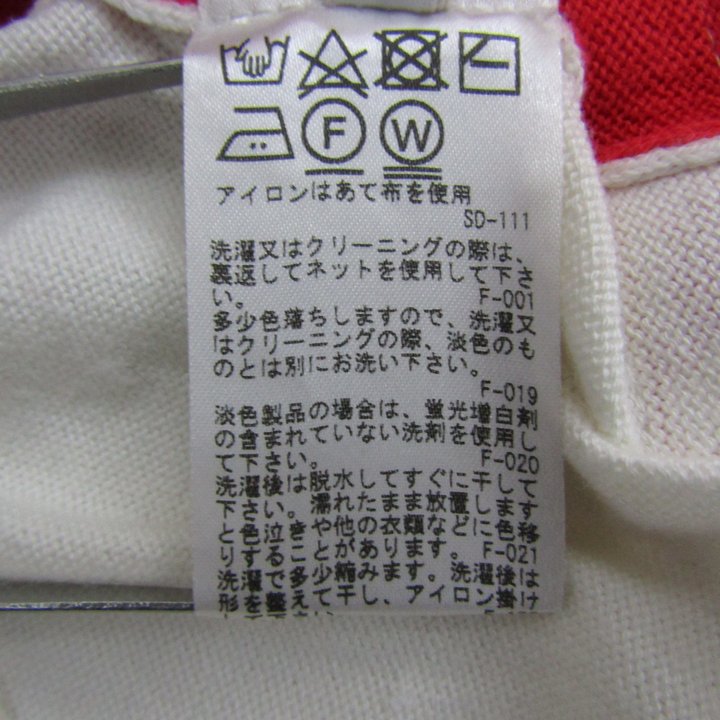 F W
アイロンはあて布を使用
SD-111
洗濯又はクリーニングの際は、
裏返してネットを使用して下さ
い。 F-001
多少色落ちしますので、洗濯又
はクリーニングの際、淡色のも
のとは別にお洗い下さい。
F-019
淡色製品の場合は、蛍光増白剤
の含まれていない洗剤を使用し
て下さい。 F-020
洗濯後は脱水してすぐに干して
下さい。濡れたまま放置します
と色泣きや他の衣類などに色移
りすることがあります。 F-021
洗濯で多少縮みます。洗濯後は
形を整えて干し、アイロン掛け